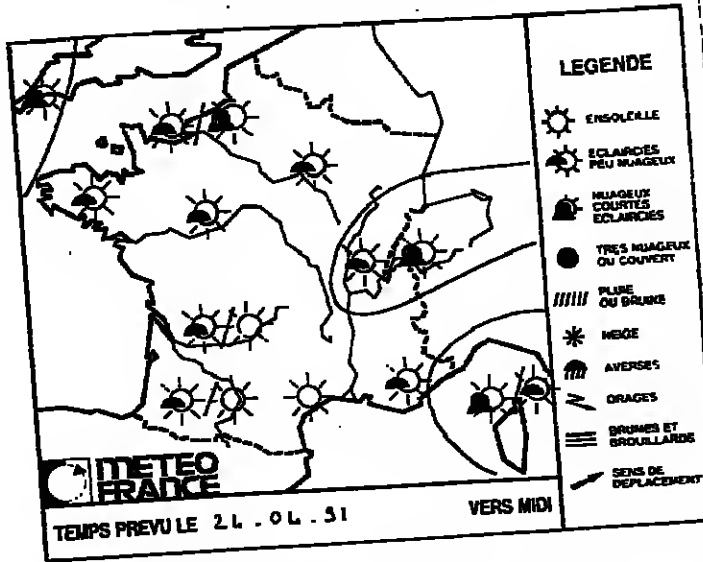 LEGENDE
ENSOLEILLE
ECLAIRCIES
PEU NUAGEUX
NUAGEUX
COURTES
ECLAIRCIES
TRES NUAGEUX
OU COUVERT
PLUIE
OU BRUINE
NEIGE
AVERSES
ORAGES
BRUMES ET
BROUILLARDS
SENS DE
DEPLACEMENT
METEO
FRANCE
TEMPS PREVU LE 24.04.91
VERS MIDI